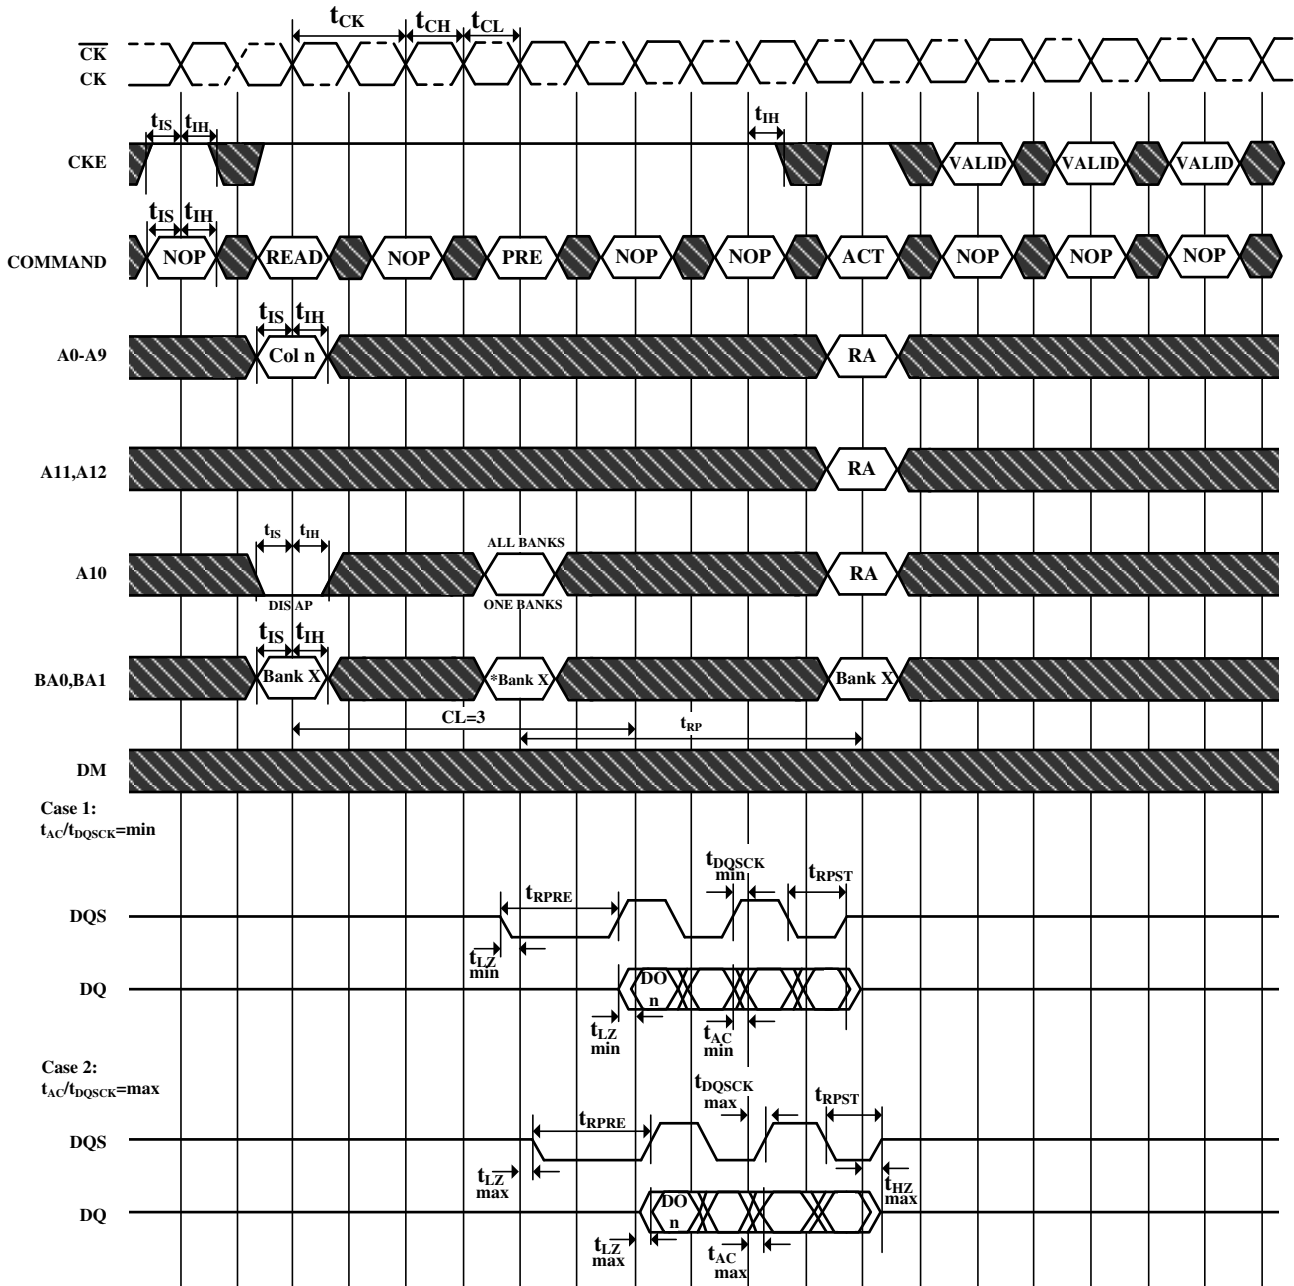 tCK tCH tCL
CK
CK
tIS tIH tIH
CKE VALID VALID VALID
tIS tIH
COMMAND NOP READ NOP PRE NOP NOP ACT NOP NOP NOP
tIS tIH
A0-A9 Col n RA
A11,A12 RA
tIS tIH ALL BANKS
A10 RA
DIS AP ONE BANKS
tIS tIH
BA0,BA1 Bank X *Bank X Bank X
CL=3 tRP
DM
Case 1:
tAC/tDQSCK=min
tDQSCK
min
tRPRE tRPST
DQS
tLZ
min
DQ DO
n
tLZ
min
tAC
min
Case 2:
tAC/tDQSCK=max
tDQSCK
max
tRPRE tRPST
DQS
tLZ
max
tHZ
max
DQ DO
n
tLZ
max
tAC
max